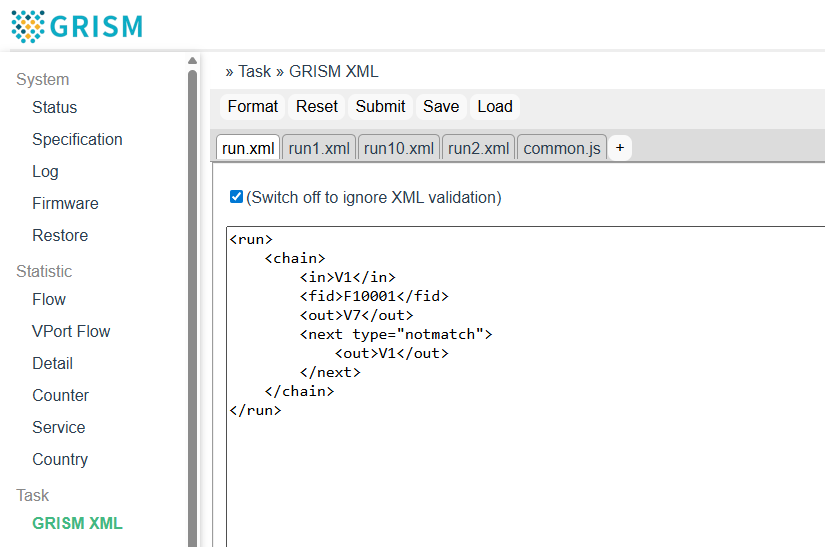 GRISM
» Task » GRISM XML
Format Reset Submit Save Load
run.xml run1.xml run10.xml run2.xml common.js +
(Switch off to ignore XML validation)
<run>
    <chain>
        <in>V1</in>
        <fid>F10001</fid>
        <out>V7</out>
        <next type="notmatch">
            <out>V1</out>
        </next>
    </chain>
</run>
System
Status
Specification
Log
Firmware
Restore
Statistic
Flow
VPort Flow
Detail
Counter
Service
Country
Task
GRISM XML